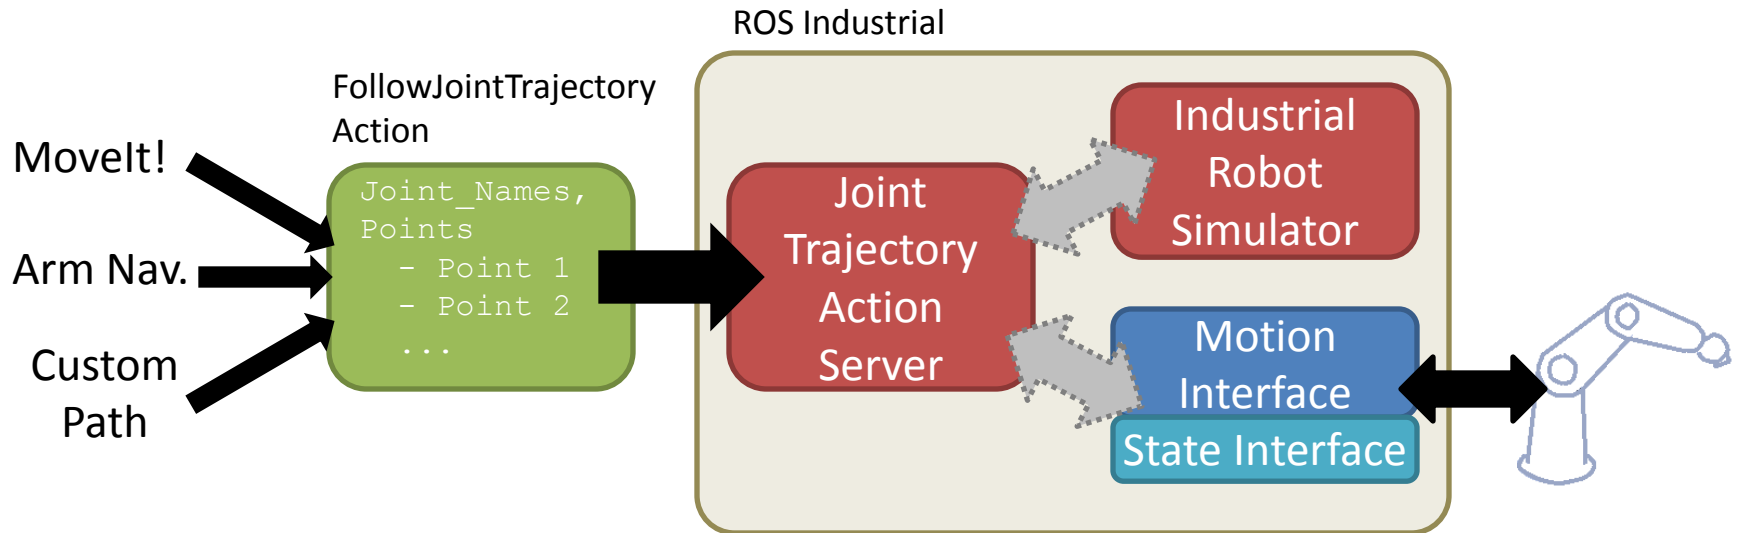 ROS Industrial
FollowJointTrajectory
Action
MoveIt!
Arm Nav.
Custom
Path
Joint_Names,
Points
- Point 1
- Point 2
...
Joint
Trajectory
Action
Server
Industrial
Robot
Simulator
Motion
Interface
State Interface